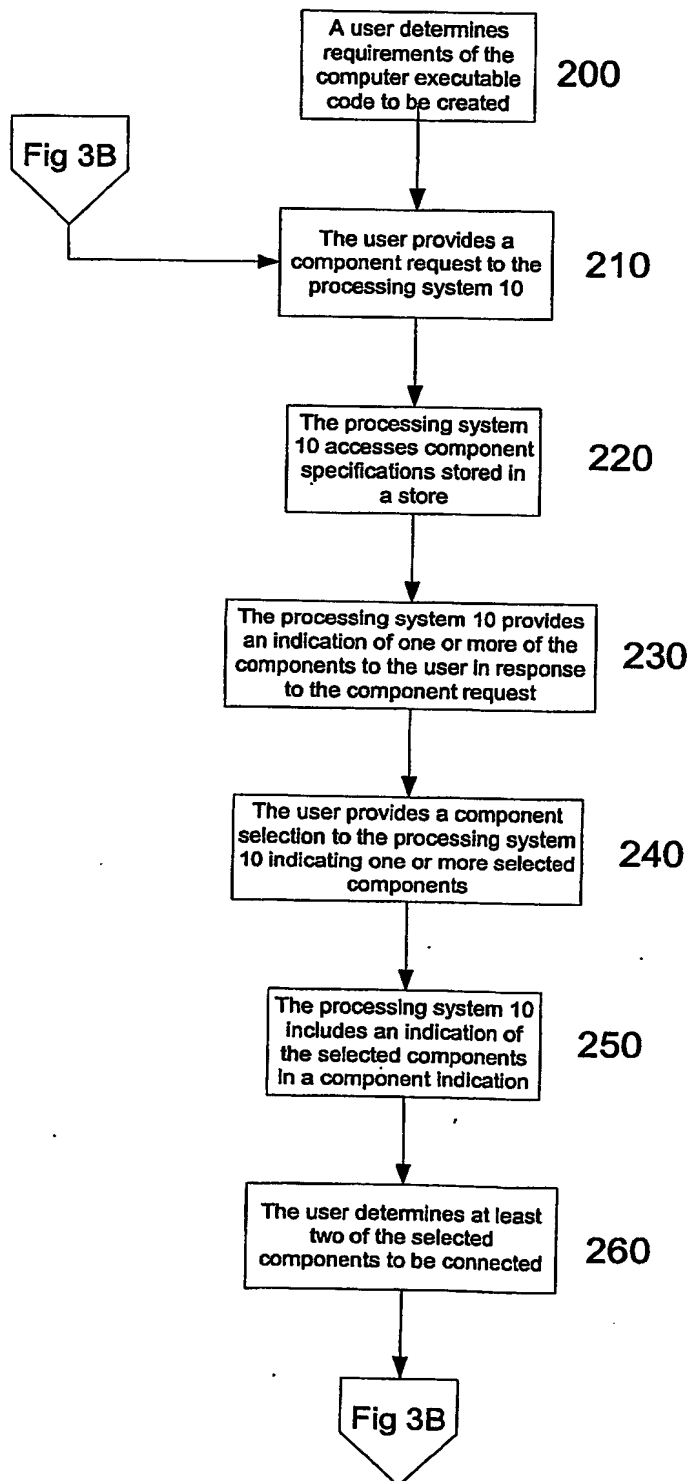 A user determines
requirements of the
computer executable
code to be created
200
Fig 3B
The user provides a
component request to the
processing system 10
210
The processing system
10 accesses component
specifications stored in
a store
220
The processing system 10 provides
an indication of one or more of the
components to the user in response
to the component request
230
The user provides a component
selection to the processing system
10 indicating one or more selected
components
240
The processing system 10
includes an indication of
the selected components
in a component indication
250
The user determines at least
two of the selected
components to be connected
260
Fig 3B